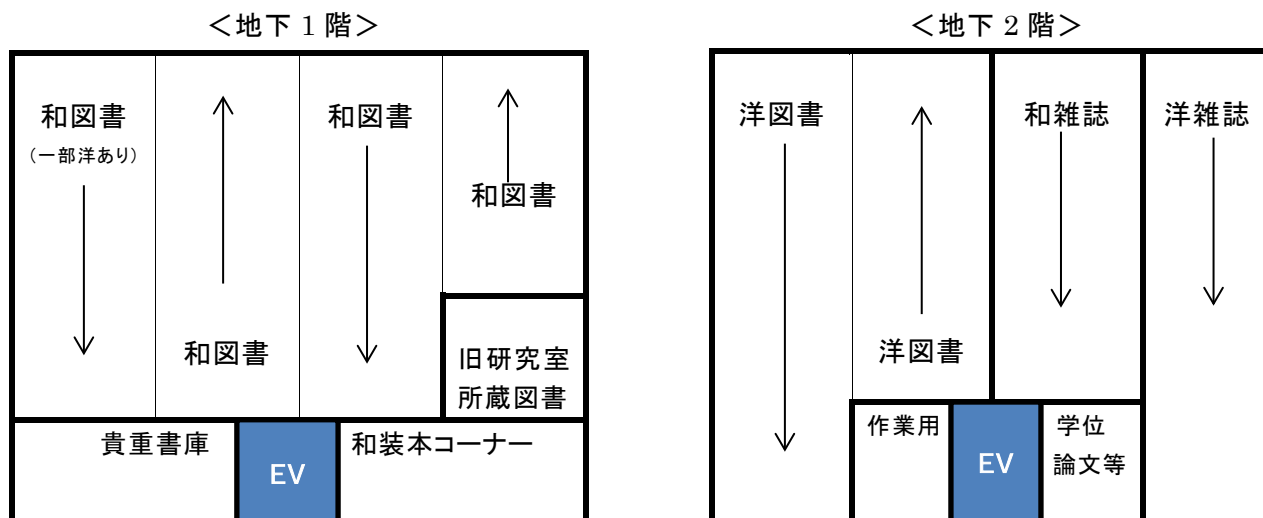 ＜地下 1 階＞
和図書
(一部洋あり)
和図書
和図書
和図書
旧研究室
所蔵図書
貴重書庫
EV
和装本コーナー
＜地下 2 階＞
洋図書
洋図書
和雑誌
洋雑誌
作業用
EV
学位
論文等